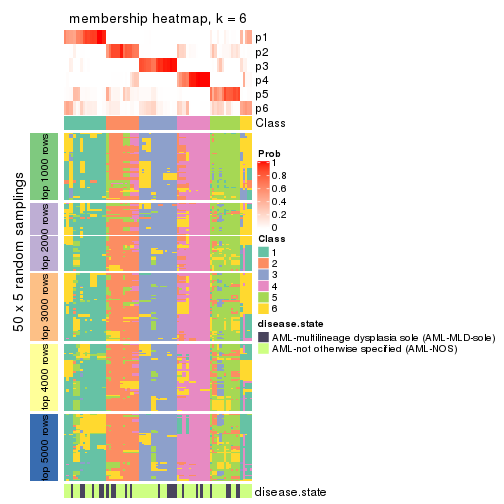 membership heatmap, k = 6
p1
p2
p3
p4
p5
p6
Class
50 x 5 random samplings
top 1000 rows
top 2000 rows
top 3000 rows
top 4000 rows
top 5000 rows
Prob
1
0.8
0.6
0.4
0.2
0
Class
1
2
3
4
5
6
disease.state
AML-multilineage dysplasia sole (AML-MLD-sole)
AML-not otherwise specified (AML-NOS)
disease.state